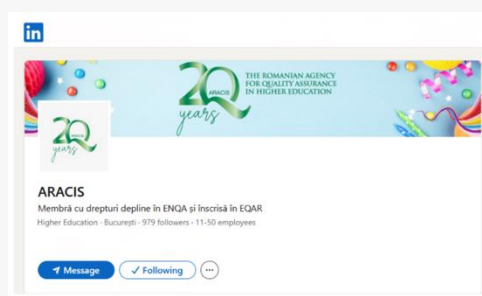 in
20
ARACIS
years
THE ROMANIAN AGENCY
FOR QUALITY ASSURANCE
IN HIGHER EDUCATION
20
years
ARACIS
Membră cu drepturi depline în ENQA și înscrisă în EQAR
Higher Education · București · 979 followers · 11-50 employees
Message
Following